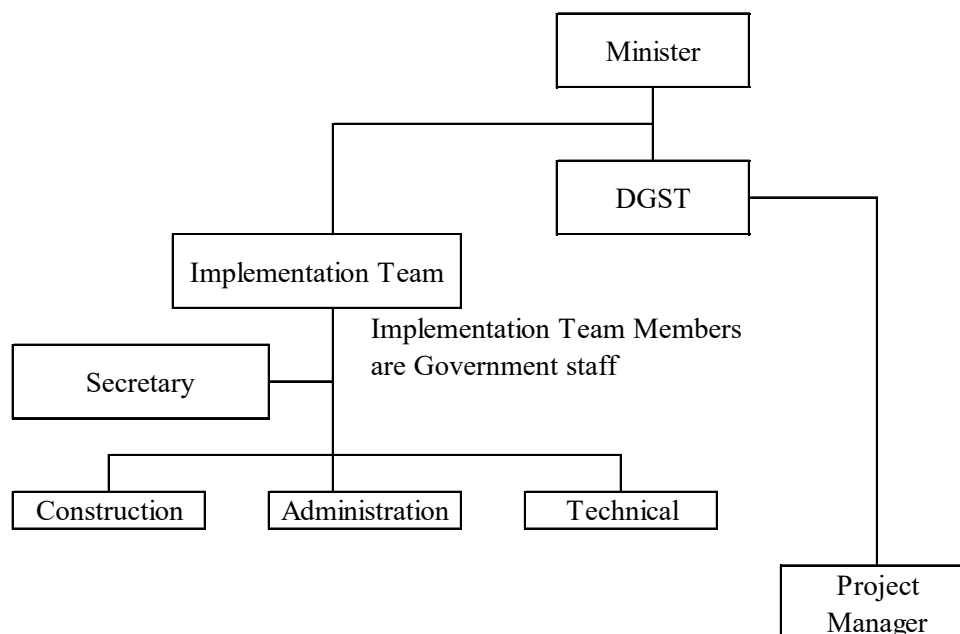 Minister
DGST
Implementation Team
Implementation Team Members
are Government staff
Secretary
Construction
Administration
Technical
Project
Manager